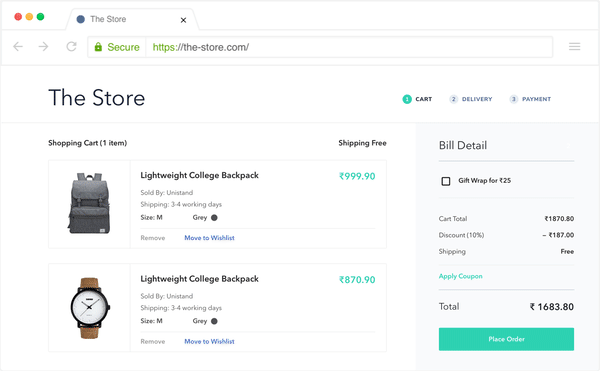 The Store
Secure
https://the-store.com/
The Store
1 CART 2 DELIVERY 3 PAYMENT
Shopping Cart (1 item) Shipping Free
Lightweight College Backpack ₹999.90
Sold By: Unistand
Shipping: 3-4 working days
Size: M Grey
Remove Move to Wishlist
Lightweight College Backpack ₹870.90
Sold By: Unistand
Shipping: 3-4 working days
Size: M Grey
Remove Move to Wishlist
Bill Detail
Gift Wrap for ₹25
Cart Total ₹1870.80
Discount (10%) – ₹187.00
Shipping Free
Apply Coupon
Total ₹ 1683.80
Place Order